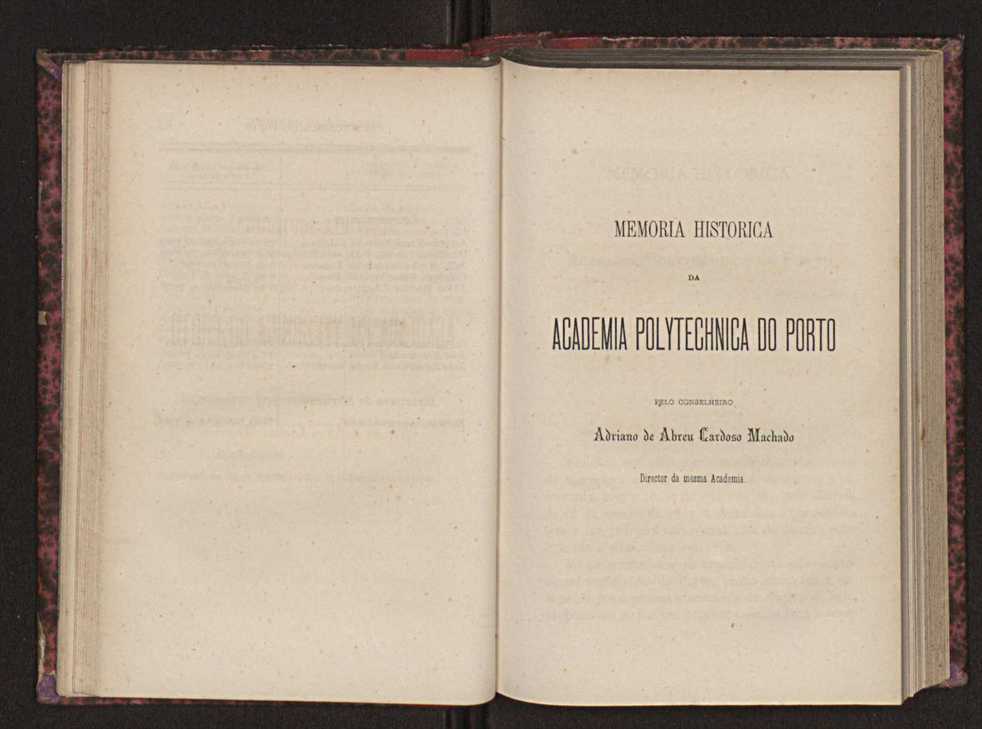 MEMORIA HISTORICA
DA
ACADEMIA POLYTECHNICA DO PORTO
PELO CONSELHEIRO
Adriano de Abreu Cardoso Machado
Director da mesma Academia